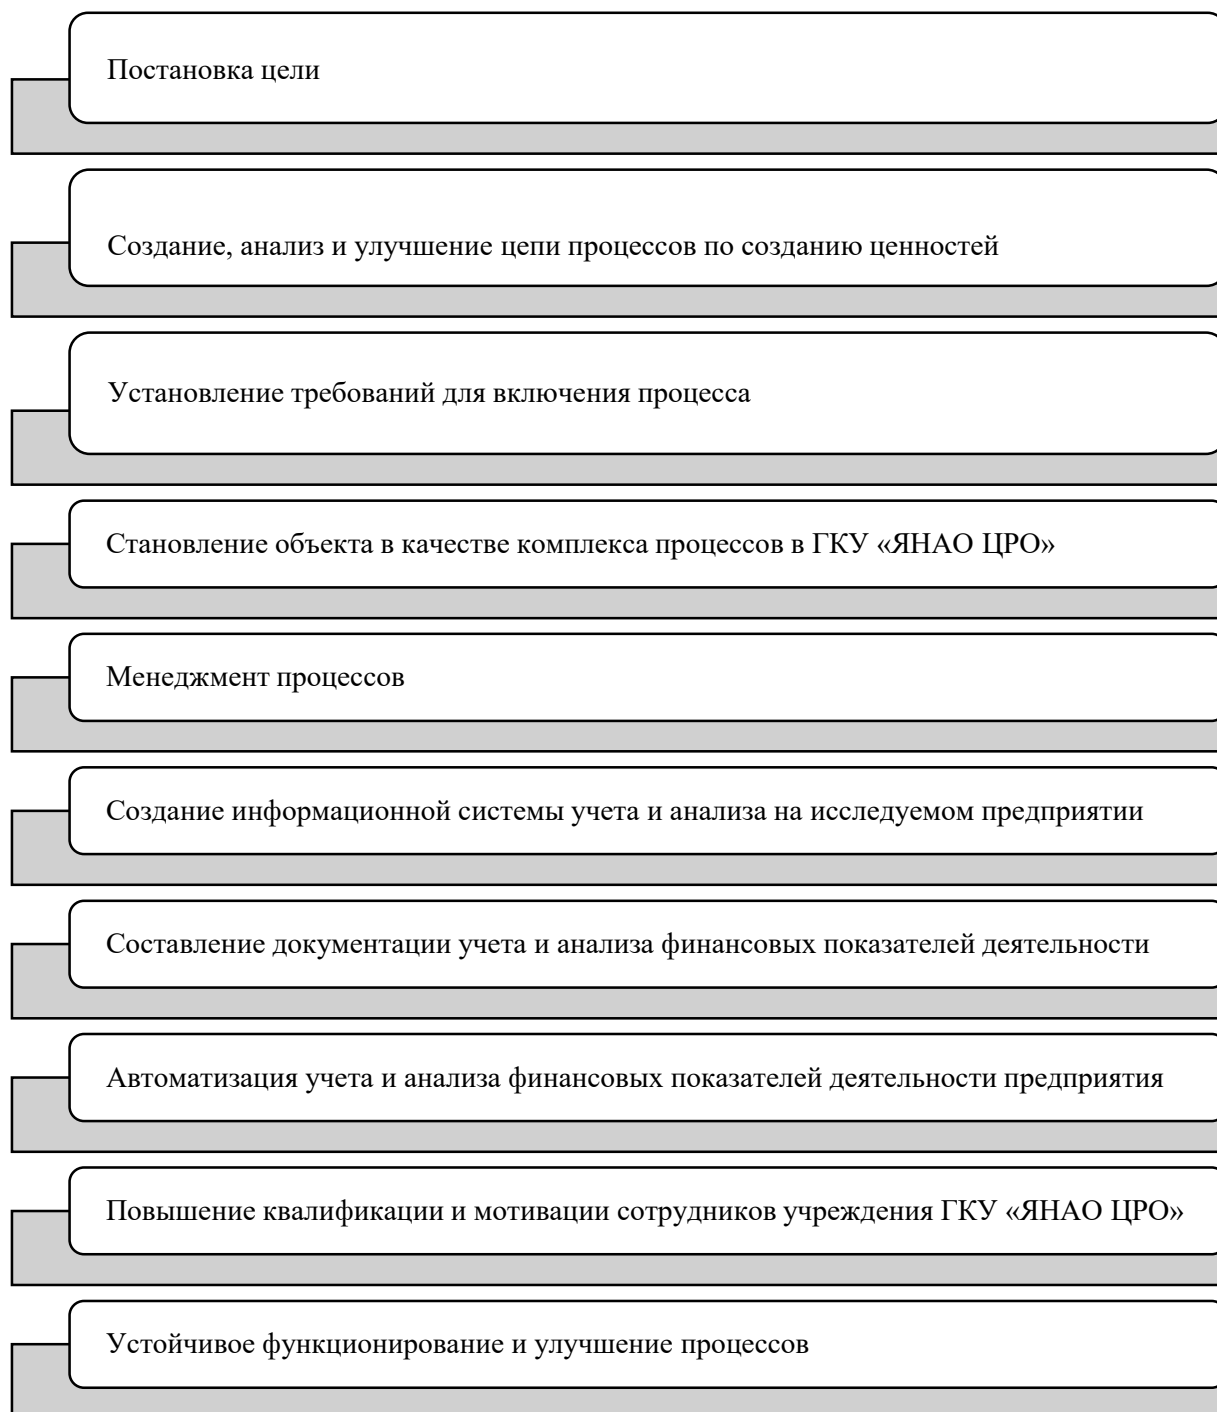 Постановка цели
Создание, анализ и улучшение цепи процессов по созданию ценностей
Установление требований для включения процесса
Становление объекта в качестве комплекса процессов в ГКУ «ЯНАО ЦРО»
Менеджмент процессов
Создание информационной системы учета и анализа на исследуемом предприятии
Составление документации учета и анализа финансовых показателей деятельности
Автоматизация учета и анализа финансовых показателей деятельности предприятия
Повышение квалификации и мотивации сотрудников учреждения ГКУ «ЯНАО ЦРО»
Устойчивое функционирование и улучшение процессов